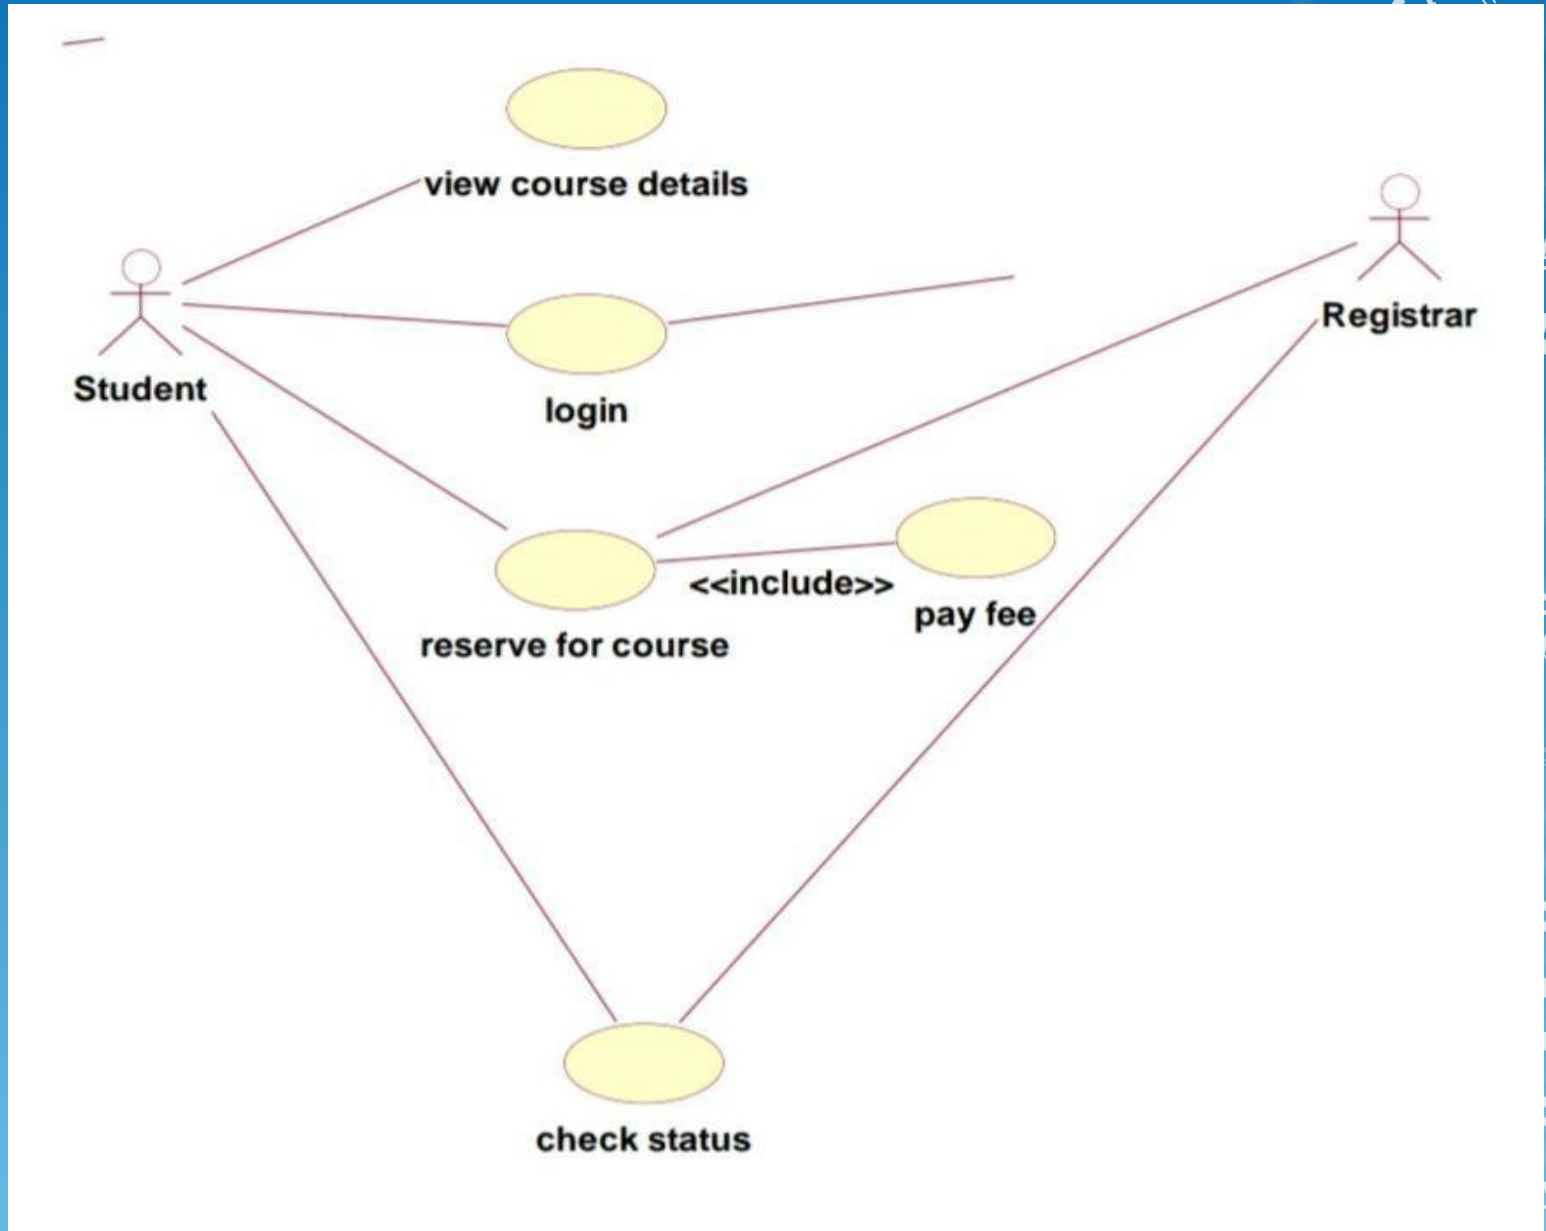 view course details
Registrar
Student
login
<<include>>
pay fee
reserve for course
check status